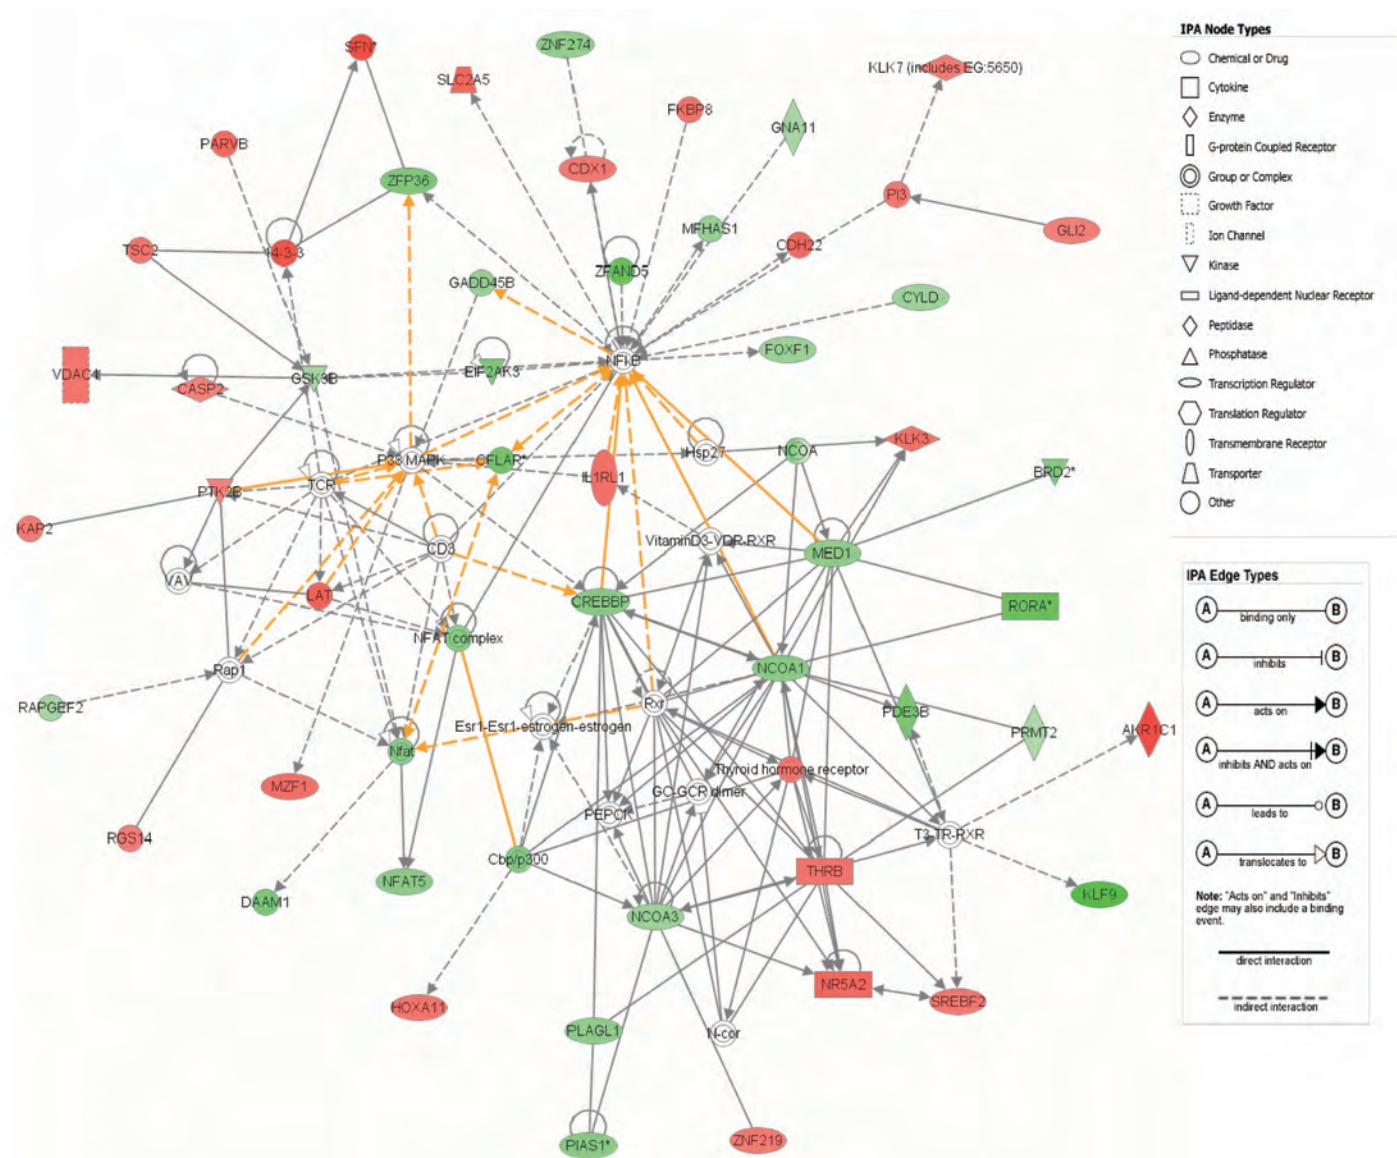 SFN*
ZNF274
SLC2A5
KLK7 (includes EG:5650)
FKBP8
GNA11
PARVB
CDX1
ZFP36
PI3
MFHAS1
GLI2
TSC2
14-3-3
CDH22
ZFAND5
GADD45B
CYLD
NFkB
FOXF1
VDAC1
CASP2
GSK3B
EIF2AK3
P38 MAPK
CFLAR*
Hsp27
NCOA
KLK3
IL1RL1
BRD2*
TCR
PTK2B
KAP2
CD3
VitaminD3-VDR-RXR
MED1
VAV
LAT
CREBBP
RORA*
NFAT complex
Rap1
NCOA1
RAPGEF2
Rxr
PDE3B
Esr1-Esr1-estrogen-estrogen
PRMT2
AKR1C1
Nfat
Thyroid hormone receptor
MZF1
GC-GCR dimer
PEPCK
RGS14
T3-TR-RXR
Cbp/p300
THRB
NFAT5
DAAM1
KLF9
NCOA3
NR5A2
SREBF2
HOXA11
PLAGL1
N-cor
PIAS1*
ZNF219
IPA Node Types
Chemical or Drug
Cytokine
Enzyme
G-protein Coupled Receptor
Group or Complex
Growth Factor
Ion Channel
Kinase
Ligand-dependent Nuclear Receptor
Peptidase
Phosphatase
Transcription Regulator
Translation Regulator
Transmembrane Receptor
Transporter
Other
IPA Edge Types
A binding only B
A inhibits B
A acts on B
A inhibits AND acts on B
A leads to B
A translocates to B
Note: "Acts on" and "Inhibits"
edge may also include a binding
event.
direct interaction
indirect interaction